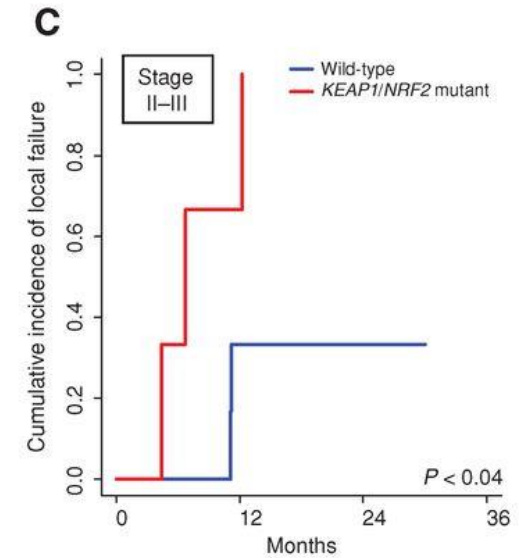 C
Stage
II–III
Wild-type
KEAP1/NRF2 mutant
Cumulative incidence of local failure
1.0
0.8
0.6
0.4
0.2
0.0
P < 0.04
0 12 24 36
Months